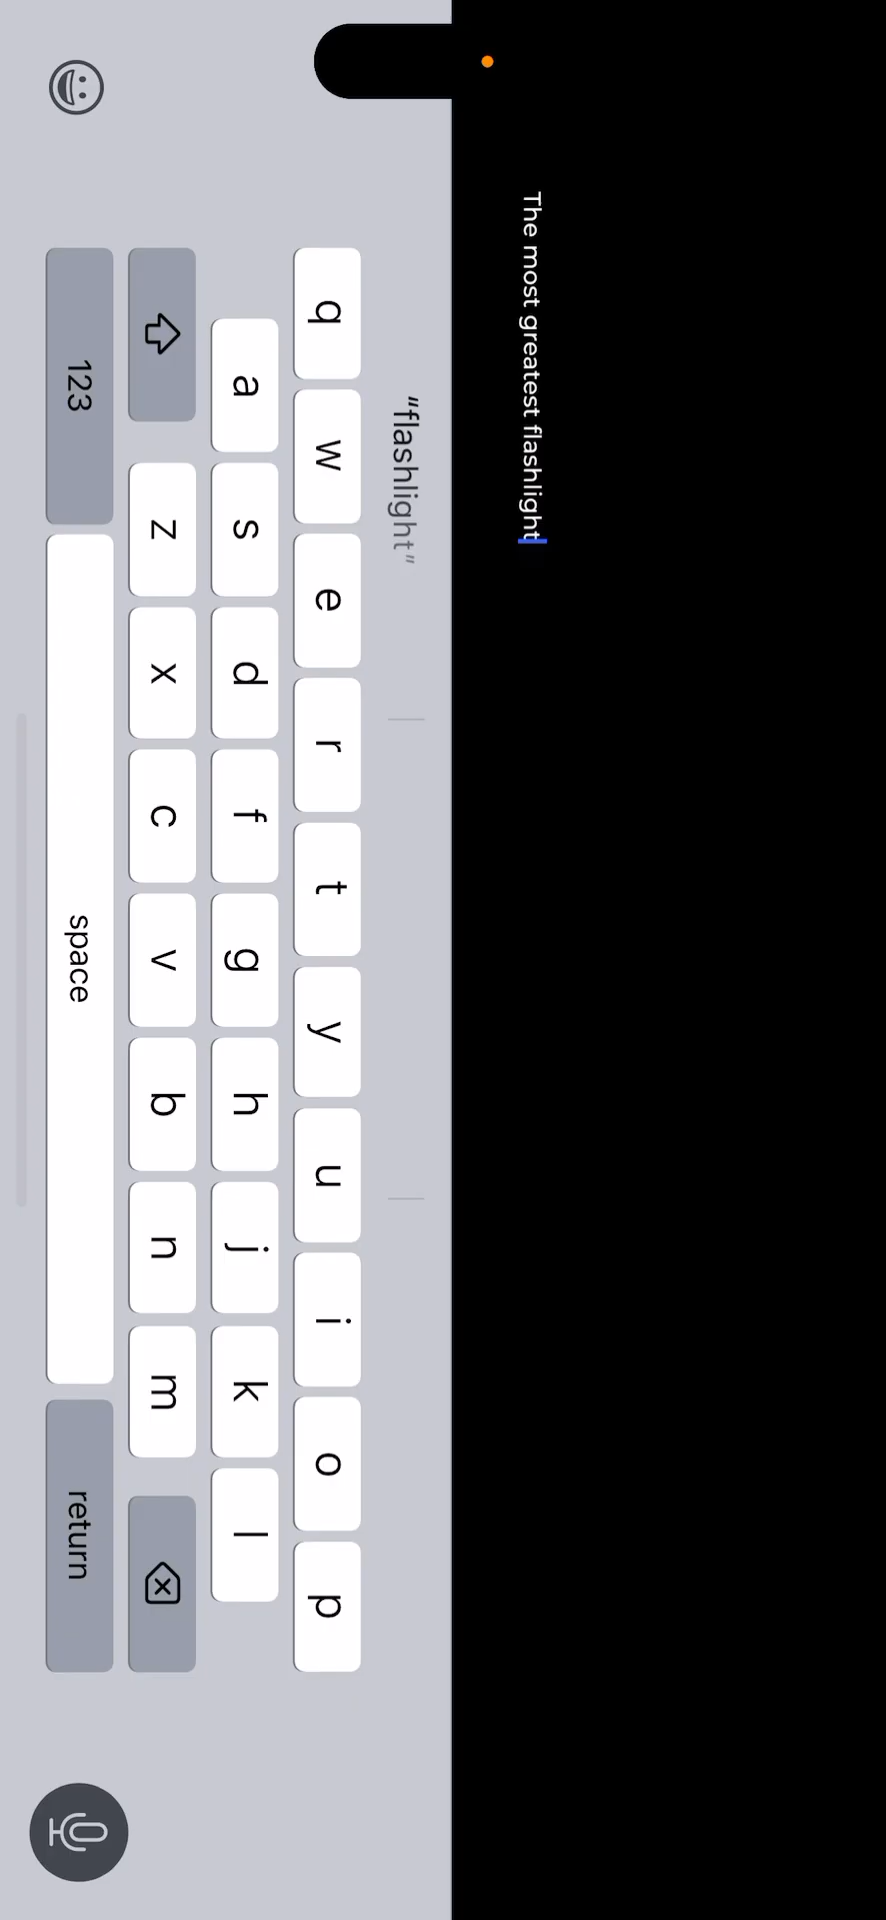 The most greatest flashlight
"flashlight"
q w e r t y u i o p
a s d f g h j k l
z x c v b n m
123 space return